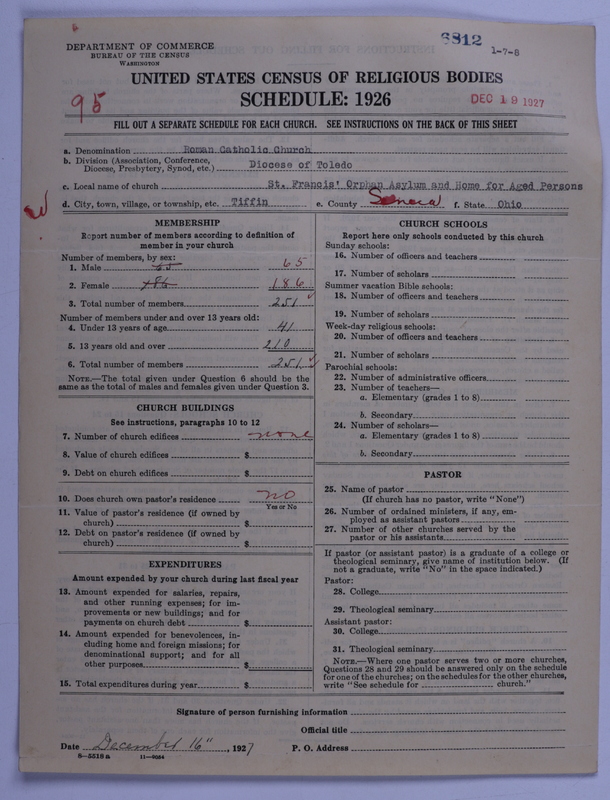 6812
1-7-8
DEPARTMENT OF COMMERCE
BUREAU OF THE CENSUS
WASHINGTON
UNITED STATES CENSUS OF RELIGIOUS BODIES
95
SCHEDULE: 1926
DEC 19 1927
FILL OUT A SEPARATE SCHEDULE FOR EACH CHURCH. SEE INSTRUCTIONS ON THE BACK OF THIS SHEET
a. Denomination Roman Catholic Church
b. Division (Association, Conference, Diocese, Presbytery, Synod, etc.) Diocese of Toledo
c. Local name of church St. Francis' Orphan Asylum and Home for Aged Persons
d. City, town, village, or township, etc. Tiffin e. County Seneca f. State Ohio
MEMBERSHIP
Report number of members according to definition of
member in your church
Number of members, by sex:
1. Male 65 65
2. Female 186 186
3. Total number of members 251
Number of members under and over 13 years old:
4. Under 13 years of age 41
5. 13 years old and over 210
6. Total number of members 251
NOTE.—The total given under Question 6 should be
same as the total of males and females given under Question 3.
CHURCH BUILDINGS
See instructions, paragraphs 10 to 12
7. Number of church edifices none
8. Value of church edifices $
9. Debt on church edifices $
10. Does church own pastor's residence no
Yes or No
11. Value of pastor's residence (if owned by
church) $
12. Debt on pastor's residence (if owned by
church) $
EXPENDITURES
Amount expended by your church during last fiscal year
13. Amount expended for salaries, repairs,
and other running expenses; for im-
provements or new buildings; and for
payments on church debt $
14. Amount expended for benevolences, in-
cluding home and foreign missions; for
denominational support; and for all
other purposes $
15. Total expenditures during year $
CHURCH SCHOOLS
Report here only schools conducted by this church
Sunday schools:
16. Number of officers and teachers
17. Number of scholars
Summer vacation Bible schools:
18. Number of officers and teachers
19. Number of scholars
Week-day religious schools:
20. Number of officers and teachers
21. Number of scholars
Parochial schools:
22. Number of administrative officers
23. Number of teachers—
a. Elementary (grades 1 to 8)
b. Secondary
24. Number of scholars—
a. Elementary (grades 1 to 8)
b. Secondary
PASTOR
25. Name of pastor
(If church has no pastor, write "None")
26. Number of ordained ministers, if any, em-
ployed as assistant pastors
27. Number of other churches served by the
pastor or his assistants
If pastor (or assistant pastor) is a graduate of a college or
theological seminary, give name of institution below. (If
not a graduate, write "No" in the space indicated.)
Pastor:
28. College
29. Theological seminary
Assistant pastor:
30. College
31. Theological seminary
NOTE.—Where one pastor serves two or more churches,
Questions 28 and 29 should be answered only on the schedule
for one of the churches; on the schedules for the other churches,
write "See schedule for church."
Signature of person furnishing information
Official title
Date December 16", 1927 P. O. Address
8—5518 a 11—9054